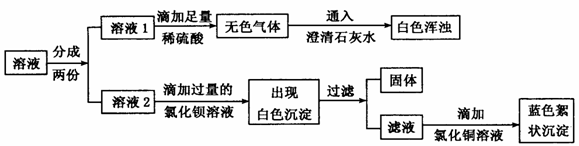 溶液
分成
两份
溶液1
滴加足量
稀硫酸
无色气体
通入
澄清石灰水
白色浑浊
溶液2
滴加过量的
氯化钡溶液
出现
白色沉淀
过滤
固体
滤液
滴加
氯化铜溶液
蓝色絮
状沉淀